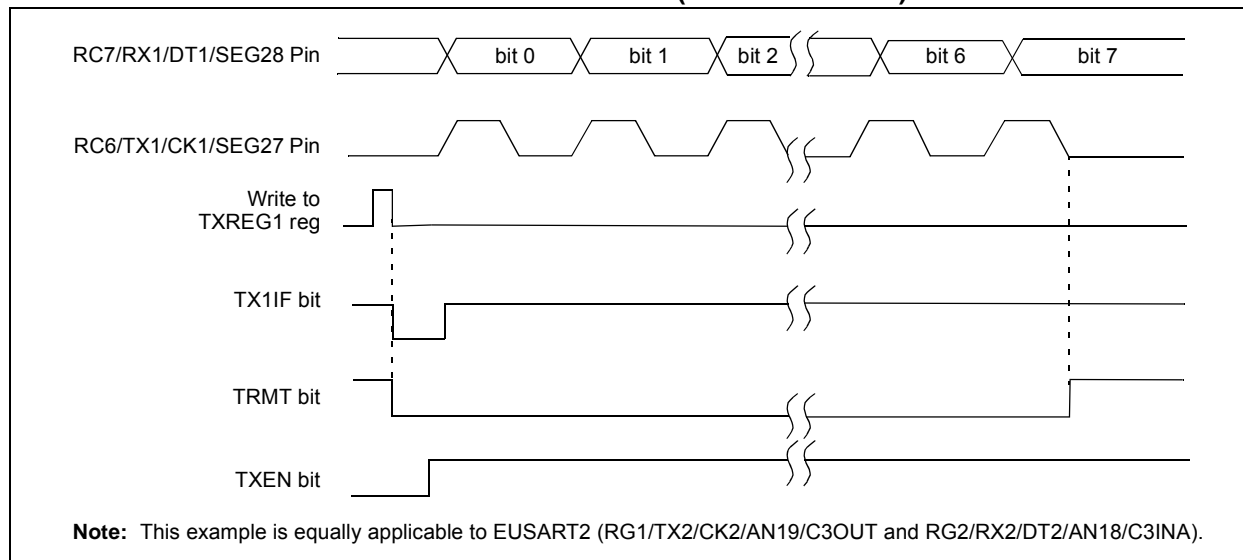 RC7/RX1/DT1/SEG28 Pin
bit 0
bit 1
bit 2
bit 6
bit 7
RC6/TX1/CK1/SEG27 Pin
Write to
TXREG1 reg
TX1IF bit
TRMT bit
TXEN bit
Note: This example is equally applicable to EUSART2 (RG1/TX2/CK2/AN19/C3OUT and RG2/RX2/DT2/AN18/C3INA).